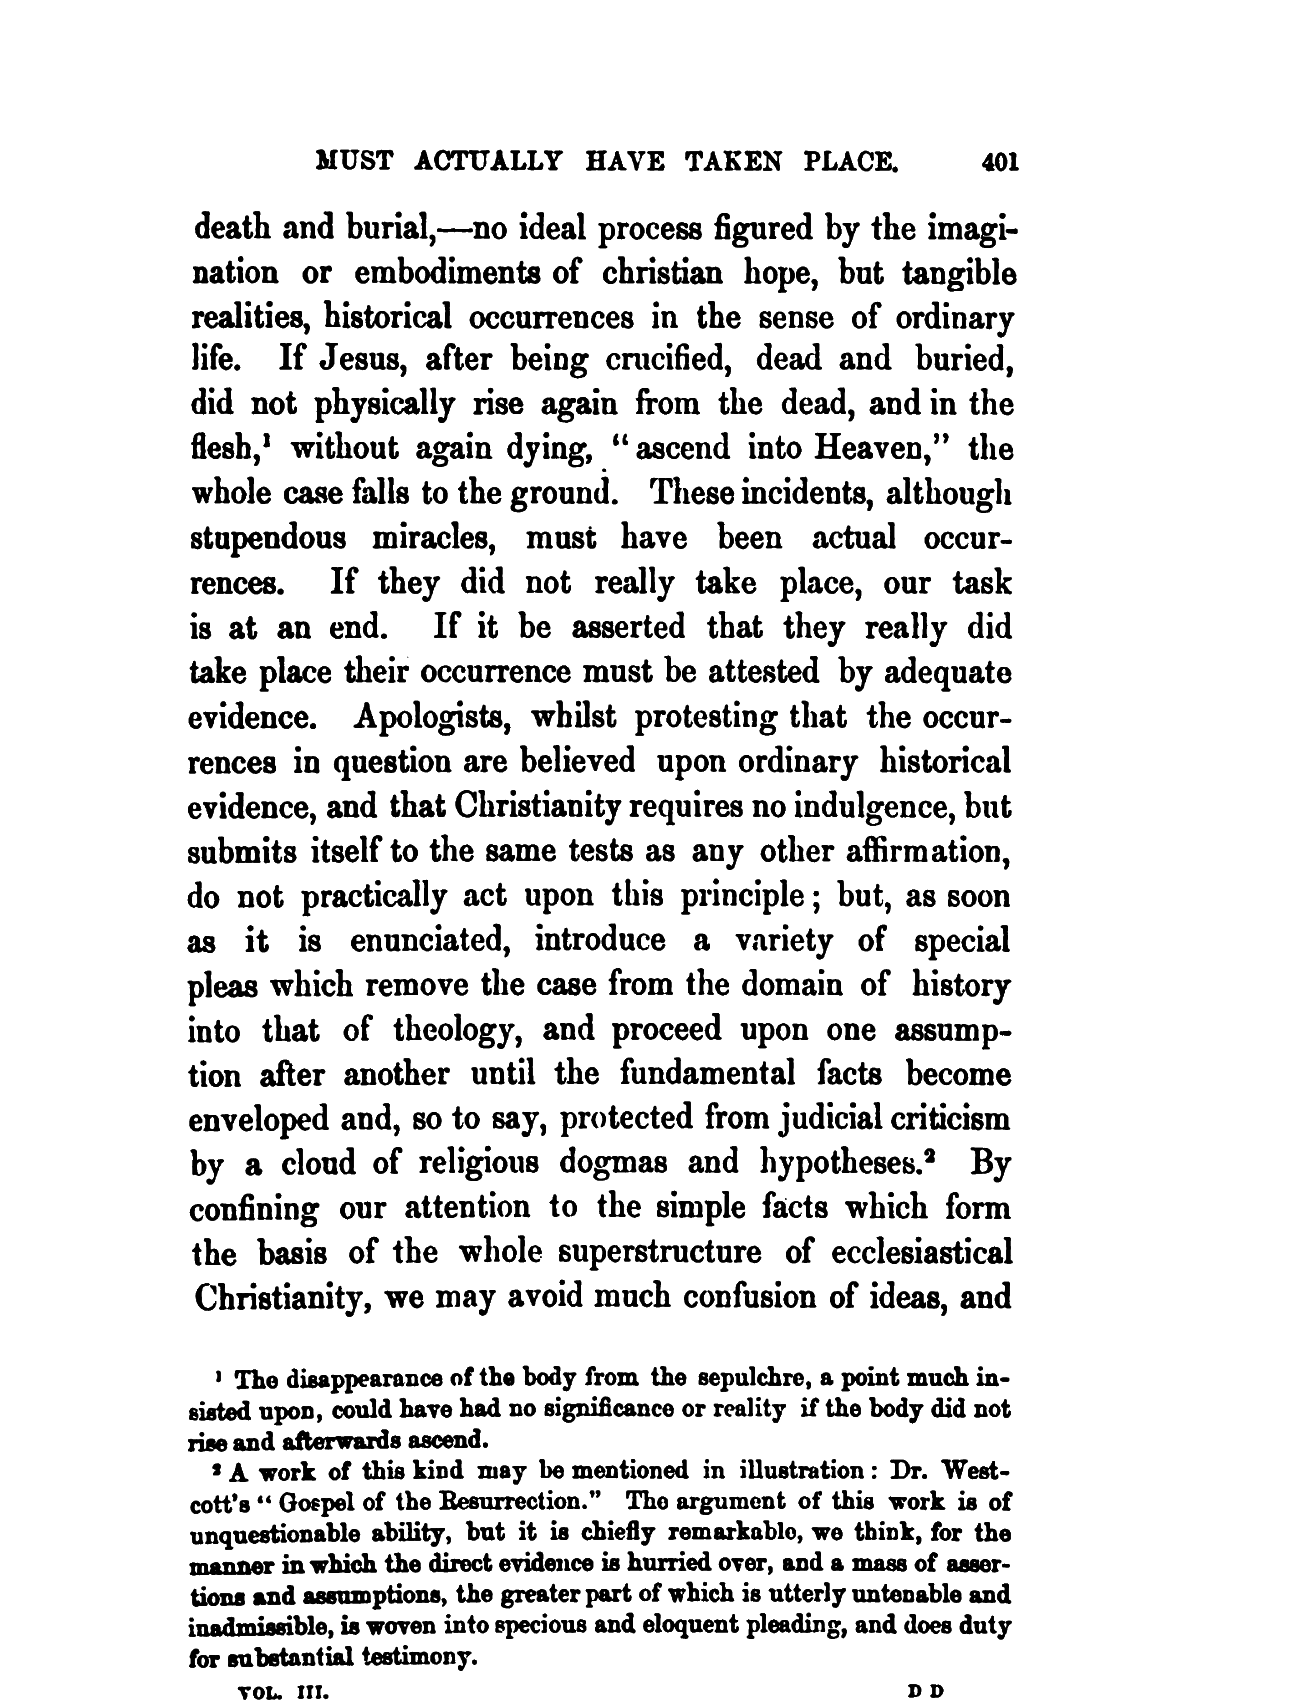 MUST ACTUALLY HAVE TAKEN PLACE. 401
death and burial,—no ideal process figured by the imagi-
nation or embodiments of christian hope, but tangible
realities, historical occurrences in the sense of ordinary
life. If Jesus, after being crucified, dead and buried,
did not physically rise again from the dead, and in the
flesh,¹ without again dying, “ascend into Heaven,” the
whole case falls to the ground. These incidents, although
stupendous miracles, must have been actual occur-
rences. If they did not really take place, our task
is at an end. If it be asserted that they really did
take place their occurrence must be attested by adequate
evidence. Apologists, whilst protesting that the occur-
rences in question are believed upon ordinary historical
evidence, and that Christianity requires no indulgence, but
submits itself to the same tests as any other affirmation,
do not practically act upon this principle; but, as soon
as it is enunciated, introduce a variety of special
pleas which remove the case from the domain of history
into that of theology, and proceed upon one assump-
tion after another until the fundamental facts become
enveloped and, so to say, protected from judicial criticism
by a cloud of religious dogmas and hypotheses.² By
confining our attention to the simple facts which form
the basis of the whole superstructure of ecclesiastical
Christianity, we may avoid much confusion of ideas, and
¹ The disappearance of the body from the sepulchre, a point much in-
sisted upon, could have had no significance or reality if the body did not
rise and afterwards ascend.
² A work of this kind may be mentioned in illustration: Dr. West-
cott's “Gospel of the Resurrection.” The argument of this work is of
unquestionable ability, but it is chiefly remarkable, we think, for the
manner in which the direct evidence is hurried over, and a mass of asser-
tions and assumptions, the greater part of which is utterly untenable and
inadmissible, is woven into specious and eloquent pleading, and does duty
for substantial testimony.
VOL. III. D D